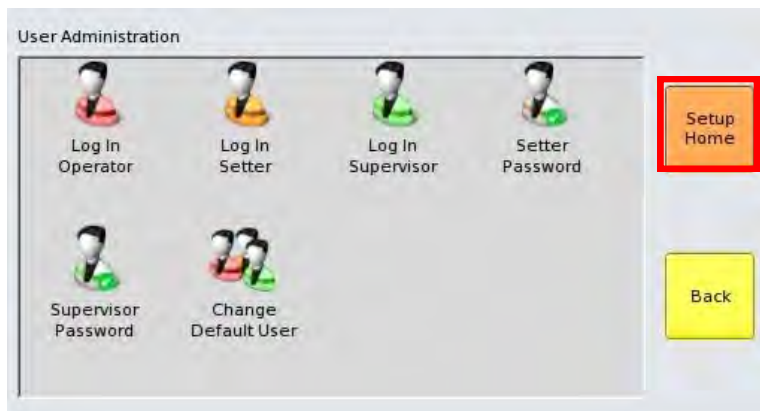 User Administration
Log In
Operator
Log In
Setter
Log In
Supervisor
Setter
Password
Setup
Home
Supervisor
Password
Change
Default User
Back